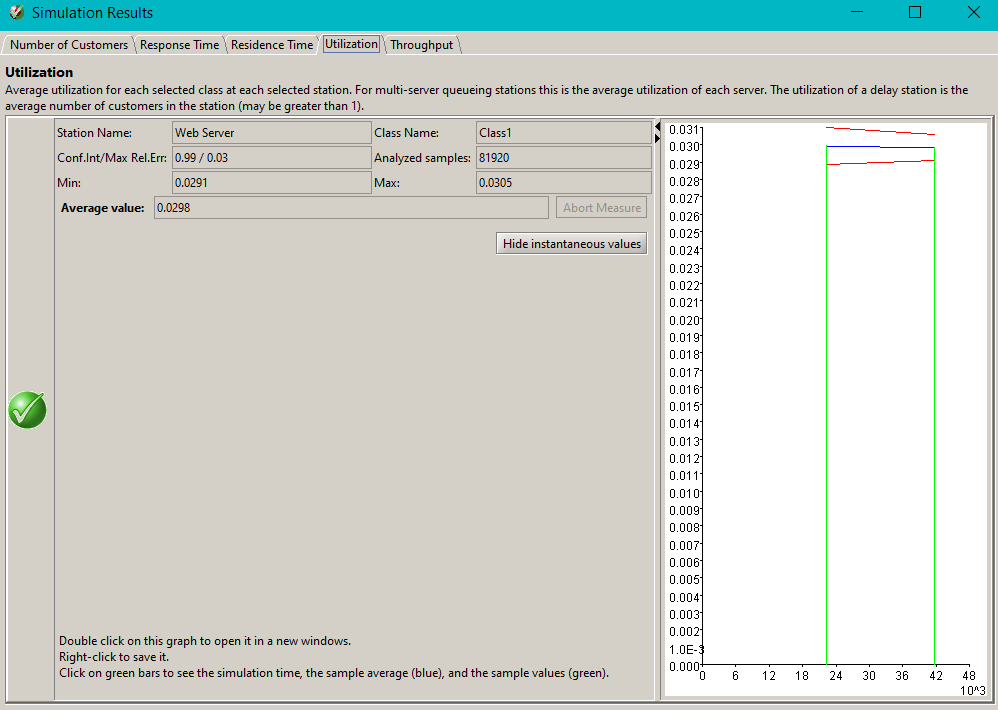 Simulation Results
Number of Customers Response Time Residence Time Utilization Throughput
Utilization
Average utilization for each selected class at each selected station. For multi-server queueing stations this is the average utilization of each server. The utilization of a delay station is the
average number of customers in the station (may be greater than 1).
Station Name: Web Server Class Name: Class1
Conf.Int/Max Rel.Err: 0.99 / 0.03 Analyzed samples: 81920
Min: 0.0291 Max: 0.0305
Average value: 0.0298 Abort Measure
Hide instantaneous values
Double click on this graph to open it in a new windows.
Right-click to save it.
Click on green bars to see the simulation time, the sample average (blue), and the sample values (green).
0.031
0.030
0.029
0.028
0.027
0.026
0.025
0.024
0.023
0.022
0.021
0.020
0.019
0.018
0.017
0.016
0.015
0.014
0.013
0.012
0.011
0.010
0.009
0.008
0.007
0.006
0.005
0.004
0.003
0.002
1.0E-3
0.000
0 6 12 18 24 30 36 42 48
10^3